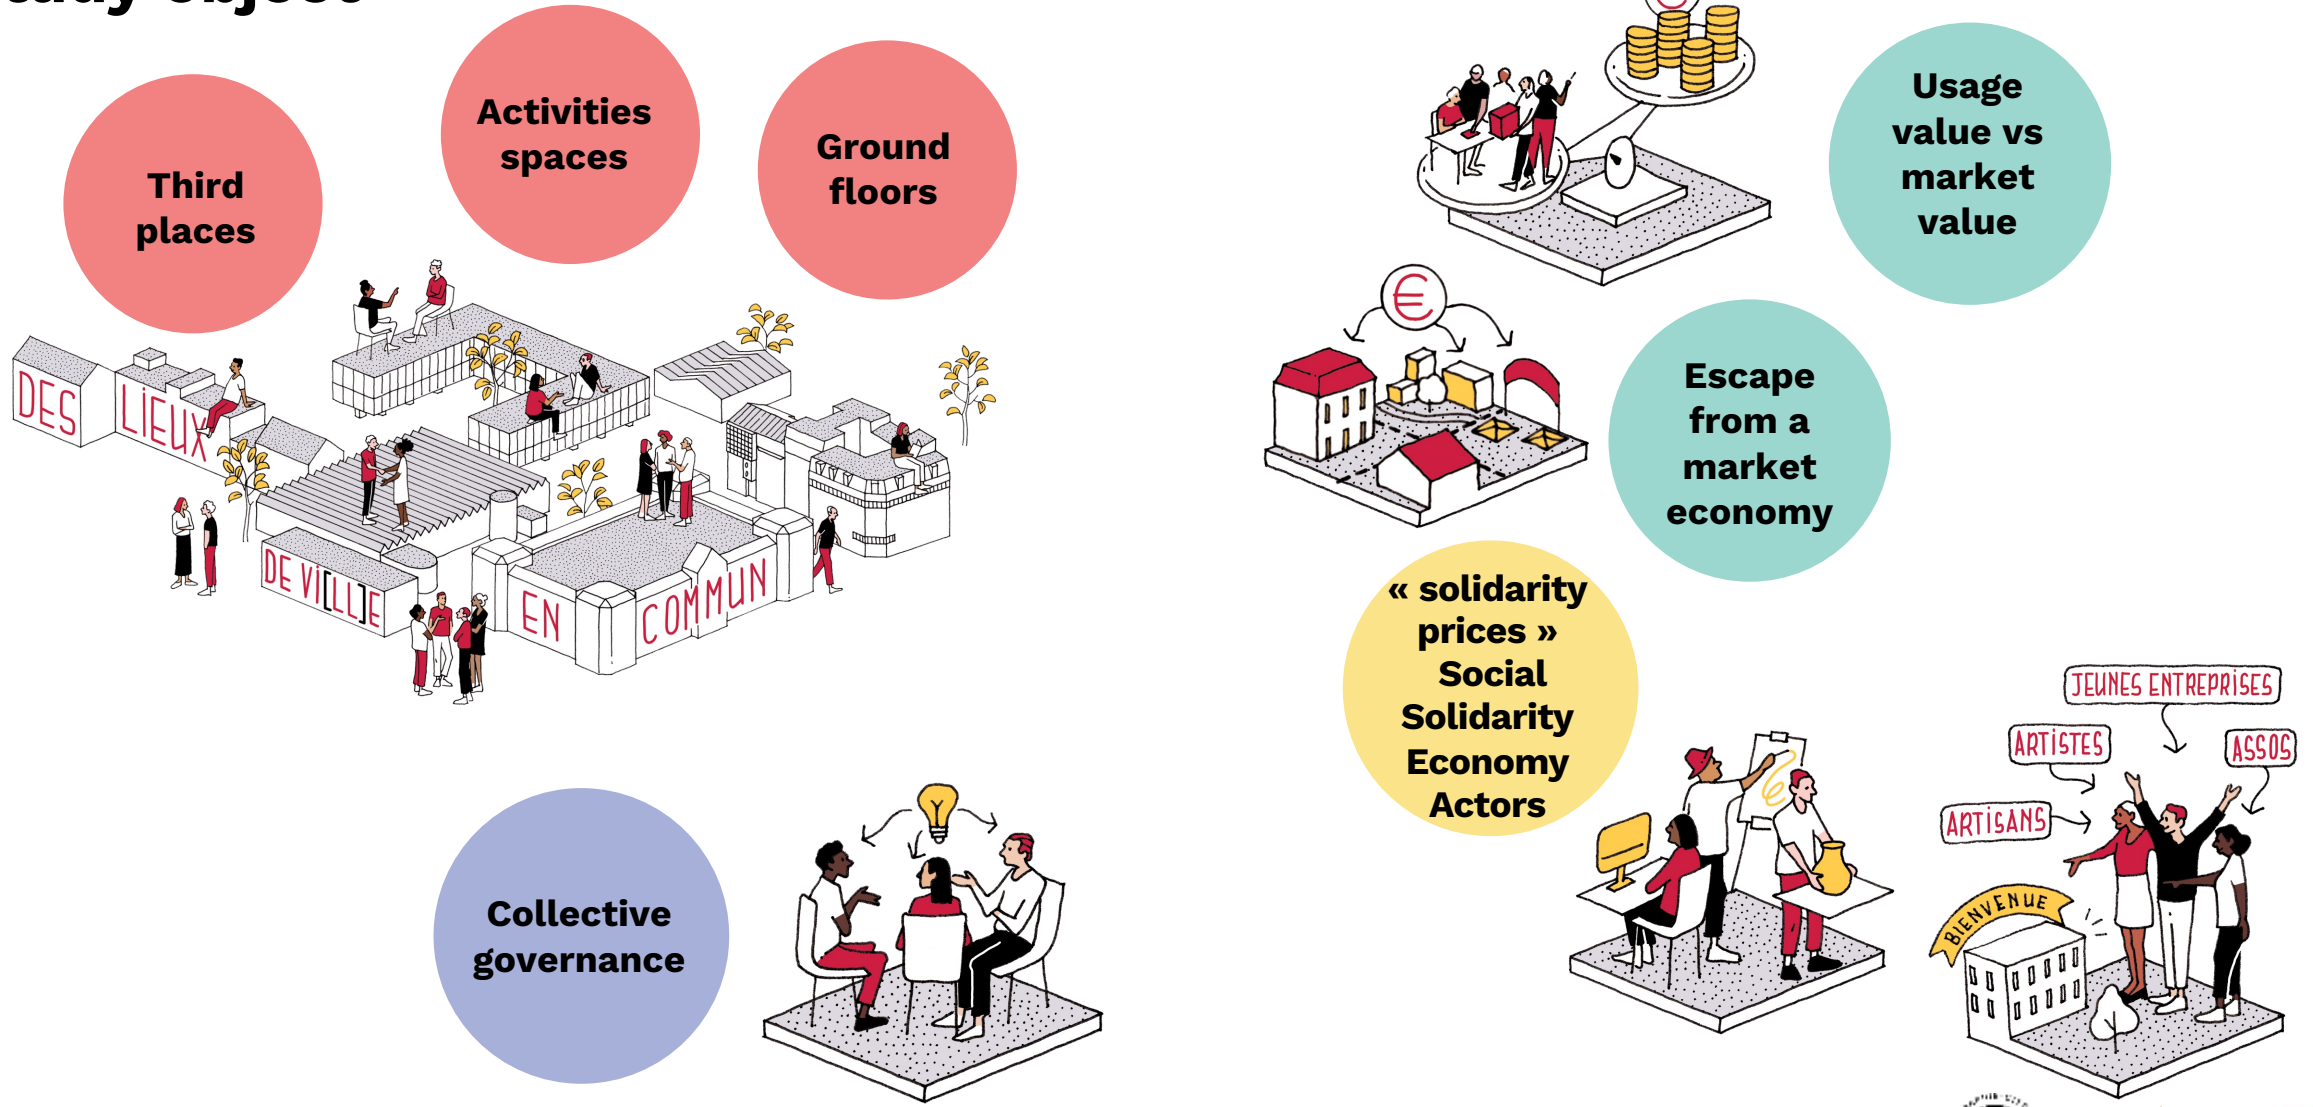 Third
places
Activities
spaces
Ground
floors
DES LiEUX
DE Vi[LL]E
EN
COMMUN
Collective
governance
€
Usage
value vs
market
value
€
Escape
from a
market
economy
« solidarity
prices »
Social
Solidarity
Economy
Actors
JEUNES ENTREPRiSES
ARTiSTES
ASSOS
ARTiSANS
BIENVENUE